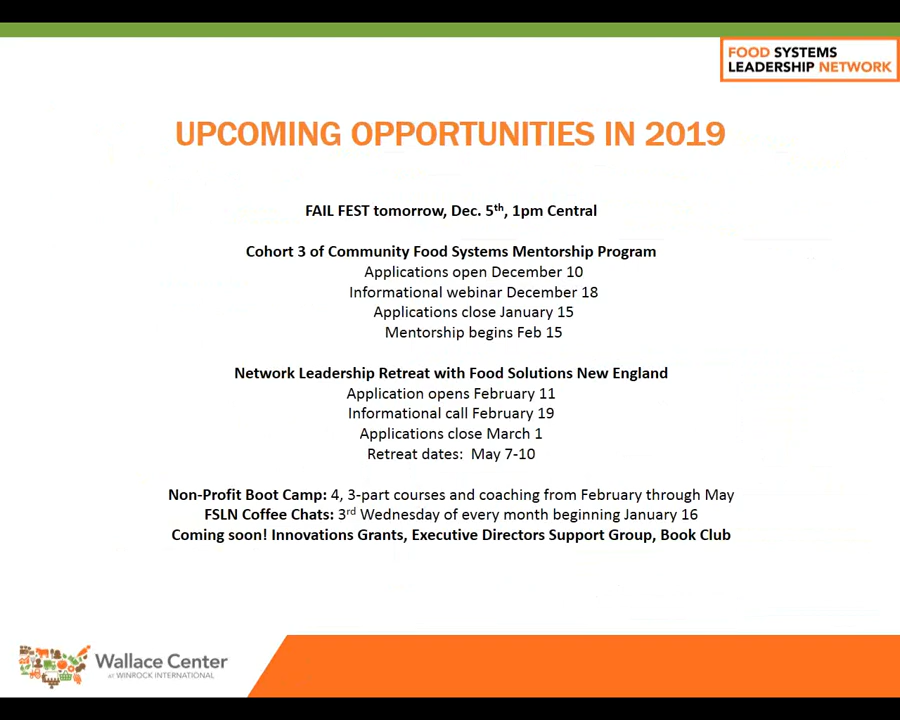 FOOD SYSTEMS
LEADERSHIP NETWORK
UPCOMING OPPORTUNITIES IN 2019
FAIL FEST tomorrow, Dec. 5th, 1pm Central
Cohort 3 of Community Food Systems Mentorship Program
Applications open December 10
Informational webinar December 18
Applications close January 15
Mentorship begins Feb 15
Network Leadership Retreat with Food Solutions New England
Application opens February 11
Informational call February 19
Applications close March 1
Retreat dates: May 7-10
Non-Profit Boot Camp: 4, 3-part courses and coaching from February through May
FSLN Coffee Chats: 3rd Wednesday of every month beginning January 16
Coming soon! Innovations Grants, Executive Directors Support Group, Book Club
Wallace Center
AT WINROCK INTERNATIONAL